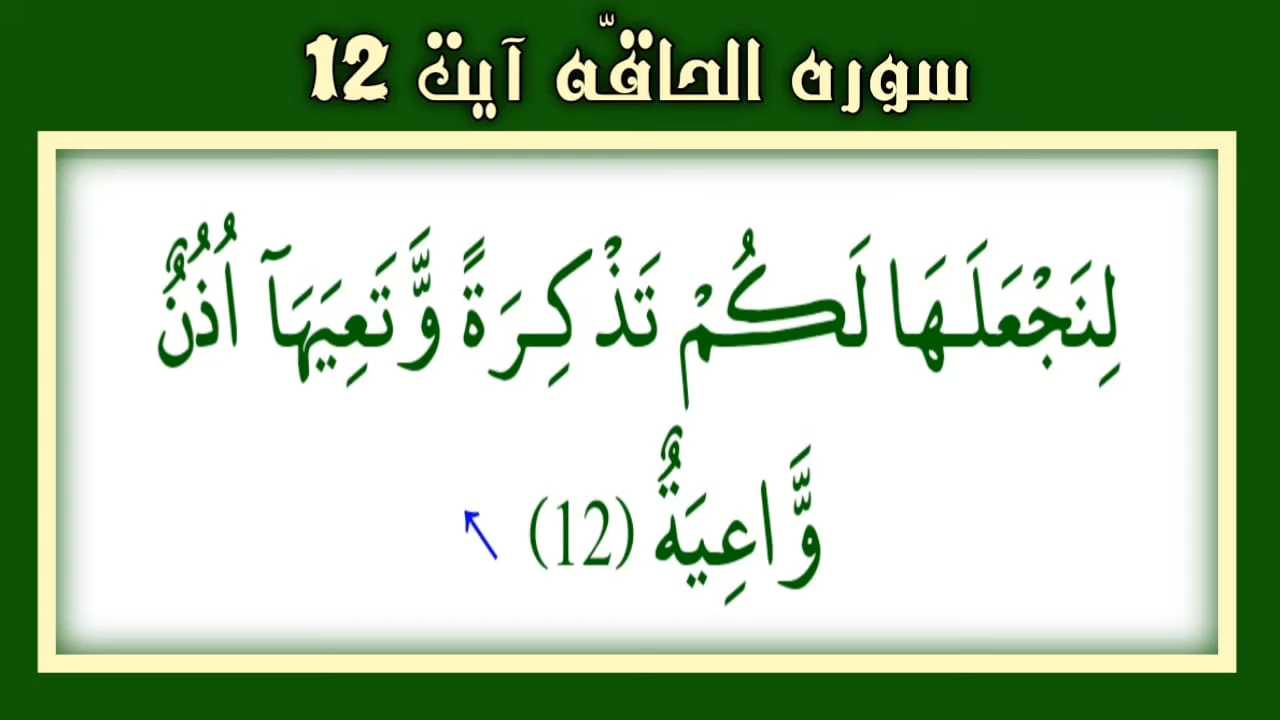 سورہ الحاقّہ آیت 12
لِنَجْعَلَهَا لَكُمْ تَذْكِرَةً وَّتَعِيَهَآ اُذُنٌ
وَّاعِيَةٌ (12)